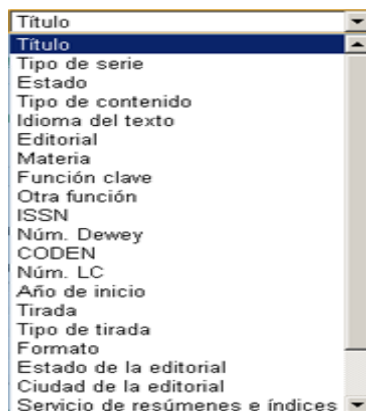 Título
Título
Tipo de serie
Estado
Tipo de contenido
Idioma del texto
Editorial
Materia
Función clave
Otra función
ISSN
Núm. Dewey
CODEN
Núm. LC
Año de inicio
Tirada
Tipo de tirada
Formato
Estado de la editorial
Ciudad de la editorial
Servicio de resúmenes e índices